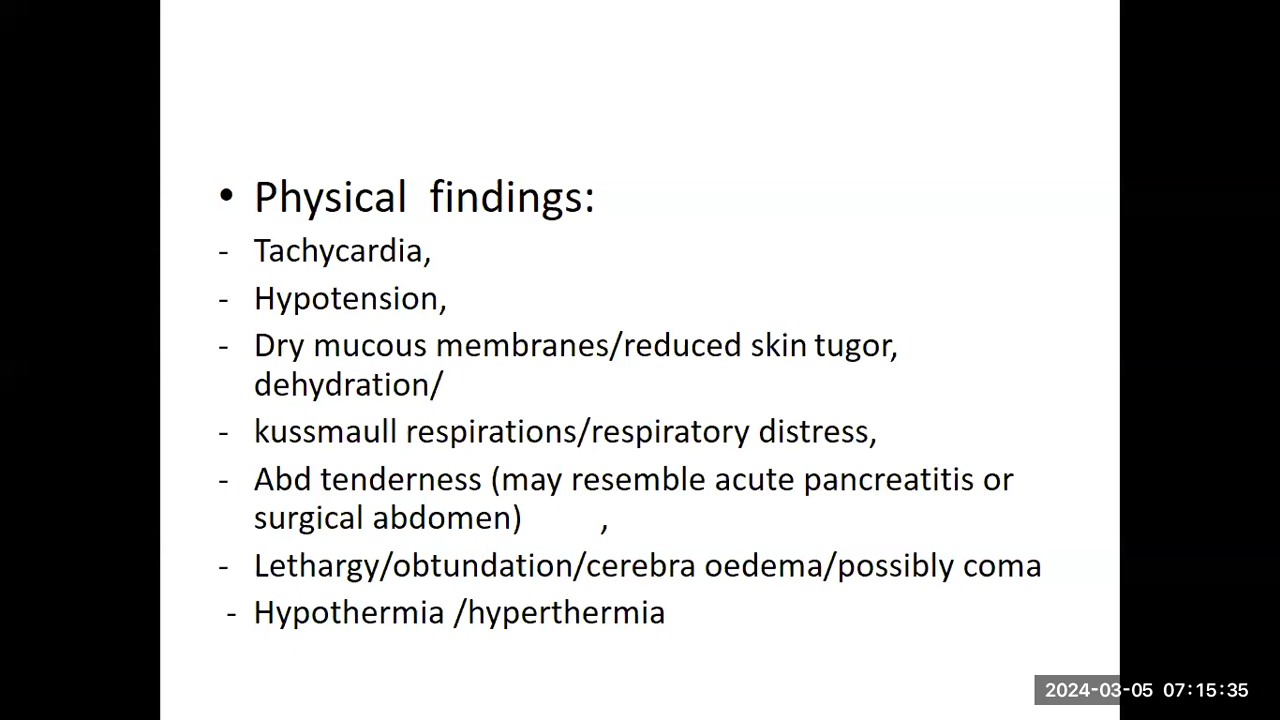 • Physical findings:
- Tachycardia,
- Hypotension,
- Dry mucous membranes/reduced skin tugor,
dehydration/
- kussmaull respirations/respiratory distress,
- Abd tenderness (may resemble acute pancreatitis or
surgical abdomen) ,
- Lethargy/obtundation/cerebra oedema/possibly coma
- Hypothermia /hyperthermia
2024-03-05 07:15:35